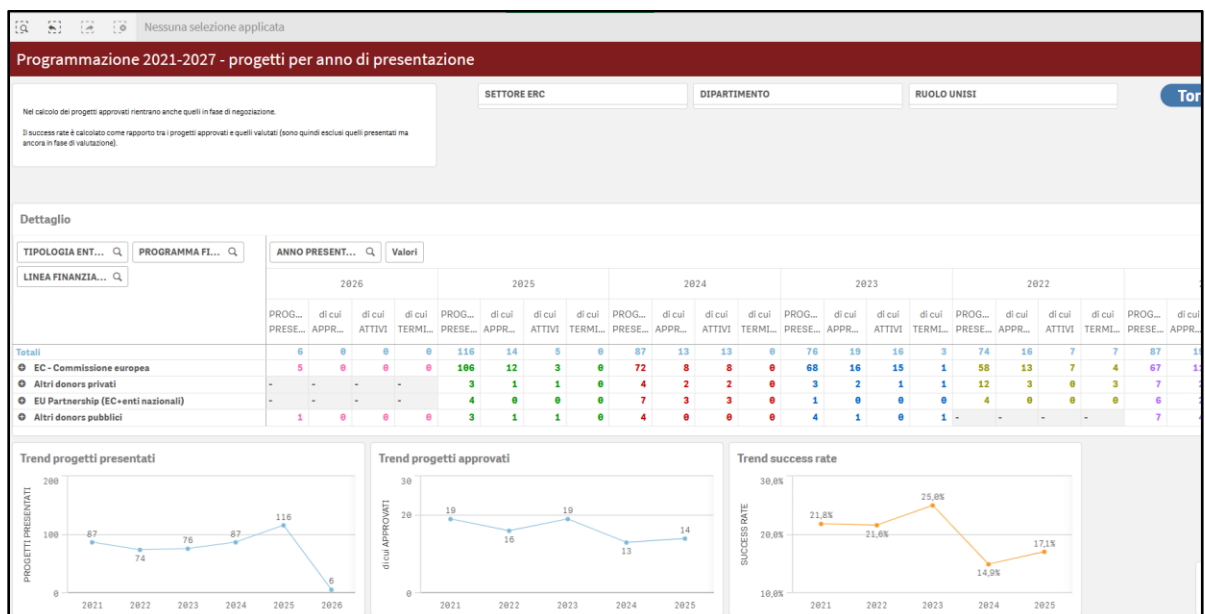 Nessuna selezione applicata
Programmazione 2021-2027 - progetti per anno di presentazione
Nel calcolo dei progetti approvati rientrano anche quelli in fase di negoziazione.
Il success rate è calcolato come rapporto tra i progetti approvati e quelli valutati (sono quindi esclusi quelli presentati ma
ancora in fase di valutazione).
SETTORE ERC DIPARTIMENTO RUOLO UNISI Tor
Dettaglio
TIPOLOGIA ENT... PROGRAMMA FI... ANNO PRESENT... Valori
LINEA FINANZIA...
2026 2025 2024 2023 2022
PROG... di cui di cui di cui PROG... di cui di cui di cui PROG... di cui di cui di cui PROG... di cui di cui di cui PROG... di cui di cui di cui PROG... di cui
PRESE... APPR... ATTIVI TERMI... PRESE... APPR... ATTIVI TERMI... PRESE... APPR... ATTIVI TERMI... PRESE... APPR... ATTIVI TERMI... PRESE... APPR... ATTIVI TERMI... PRESE... APPR...
Totali 6 0 0 0 116 14 5 0 87 13 13 0 76 19 16 3 74 16 7 7 87
EC - Commissione europea 5 0 0 0 106 12 3 0 72 8 8 0 68 16 15 1 58 13 7 4 67
Altri donors privati - - - - 3 1 1 0 4 2 2 0 3 2 1 1 12 3 0 3 7
EU Partnership (EC+enti nazionali) - - - - 4 0 0 0 7 3 3 0 1 0 0 0 4 0 0 0 6
Altri donors pubblici 1 0 0 0 3 1 1 0 4 0 0 0 4 1 0 1 - - - - 7
Trend progetti presentati
PROGETTI PRESENTATI
200
100
0
87 74 76 87 116 6
2021 2022 2023 2024 2025 2026
Trend progetti approvati
di cui APPROVATI
30
20
0
19 16 19 13 14
2021 2022 2023 2024 2025
Trend success rate
SUCCESS RATE
30,0%
20,0%
10,0%
21,8% 21,6% 25,0% 14,9% 17,1%
2021 2022 2023 2024 2025